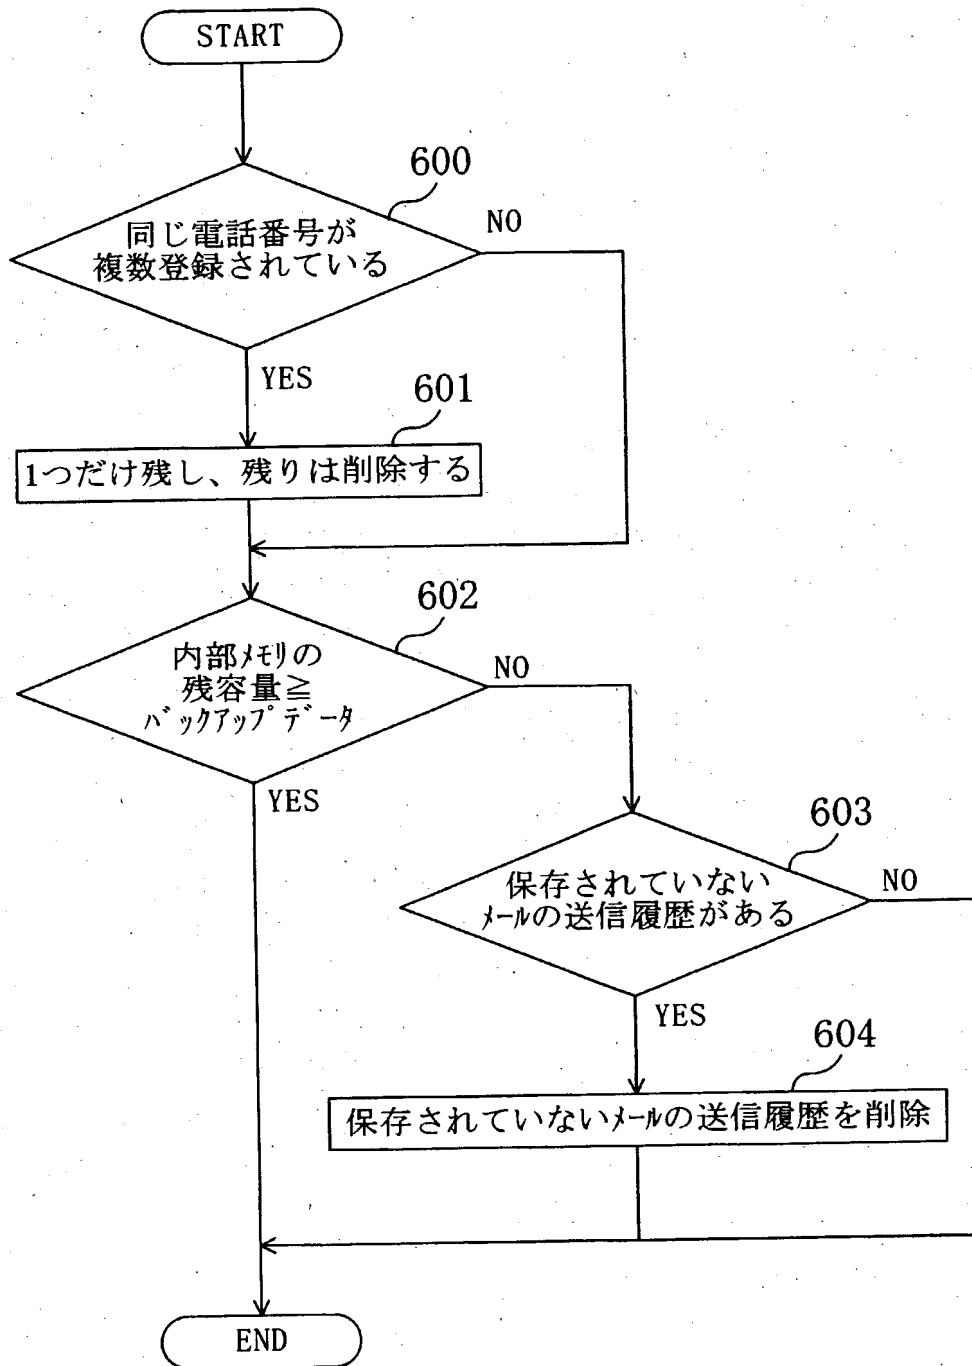 START
600
同じ電話番号が
複数登録されている
NO
YES
601
1つだけ残し、残りは削除する
602
内部ﾒﾓﾘの
残容量≧
ﾊﾞｯｸｱｯﾌﾟﾃﾞｰﾀ
NO
YES
603
保存されていない
ﾒｰﾙの送信履歴がある
NO
YES
604
保存されていないﾒｰﾙの送信履歴を削除
END